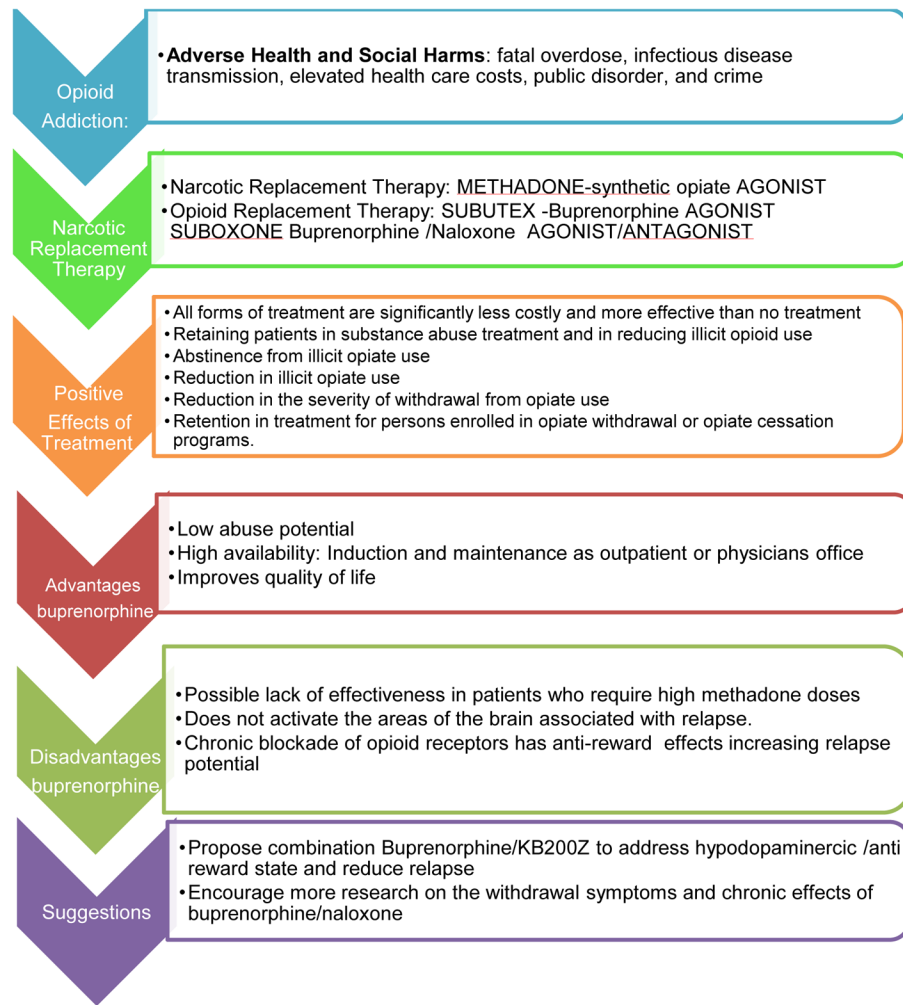 Opioid
Addiction:
•Adverse Health and Social Harms: fatal overdose, infectious disease
transmission, elevated health care costs, public disorder, and crime
Narcotic
Replacement
Therapy
•Narcotic Replacement Therapy: METHADONE-synthetic opiate AGONIST
•Opioid Replacement Therapy: SUBUTEX -Buprenorphine AGONIST
SUBOXONE Buprenorphine /Naloxone AGONIST/ANTAGONIST
Positive
Effects of
Treatment
•All forms of treatment are significantly less costly and more effective than no treatment
•Retaining patients in substance abuse treatment and in reducing illicit opioid use
•Abstinence from illicit opiate use
•Reduction in illicit opiate use
•Reduction in the severity of withdrawal from opiate use
•Retention in treatment for persons enrolled in opiate withdrawal or opiate cessation
programs.
Advantages
buprenorphine
•Low abuse potential
•High availability: Induction and maintenance as outpatient or physicians office
•Improves quality of life
Disadvantages
buprenorphine
•Possible lack of effectiveness in patients who require high methadone doses
•Does not activate the areas of the brain associated with relapse.
•Chronic blockade of opioid receptors has anti-reward effects increasing relapse
potential
Suggestions
•Propose combination Buprenorphine/KB200Z to address hypodopaminercic /anti
reward state and reduce relapse
•Encourage more research on the withdrawal symptoms and chronic effects of
buprenorphine/naloxone